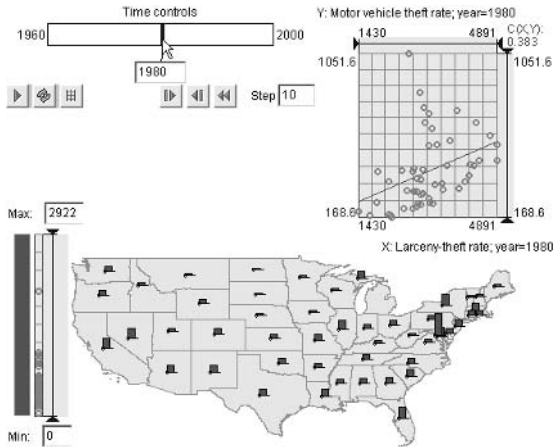 Time controls
1960
2000
1980
Step 10
Y: Motor vehicle theft rate; year=1980
1430 4891
C(X,Y):
0.383
1051.6 1051.6
168.6 168.6
1430 4891
X: Larceny-theft rate; year=1980
Max: 2922
Min: 0